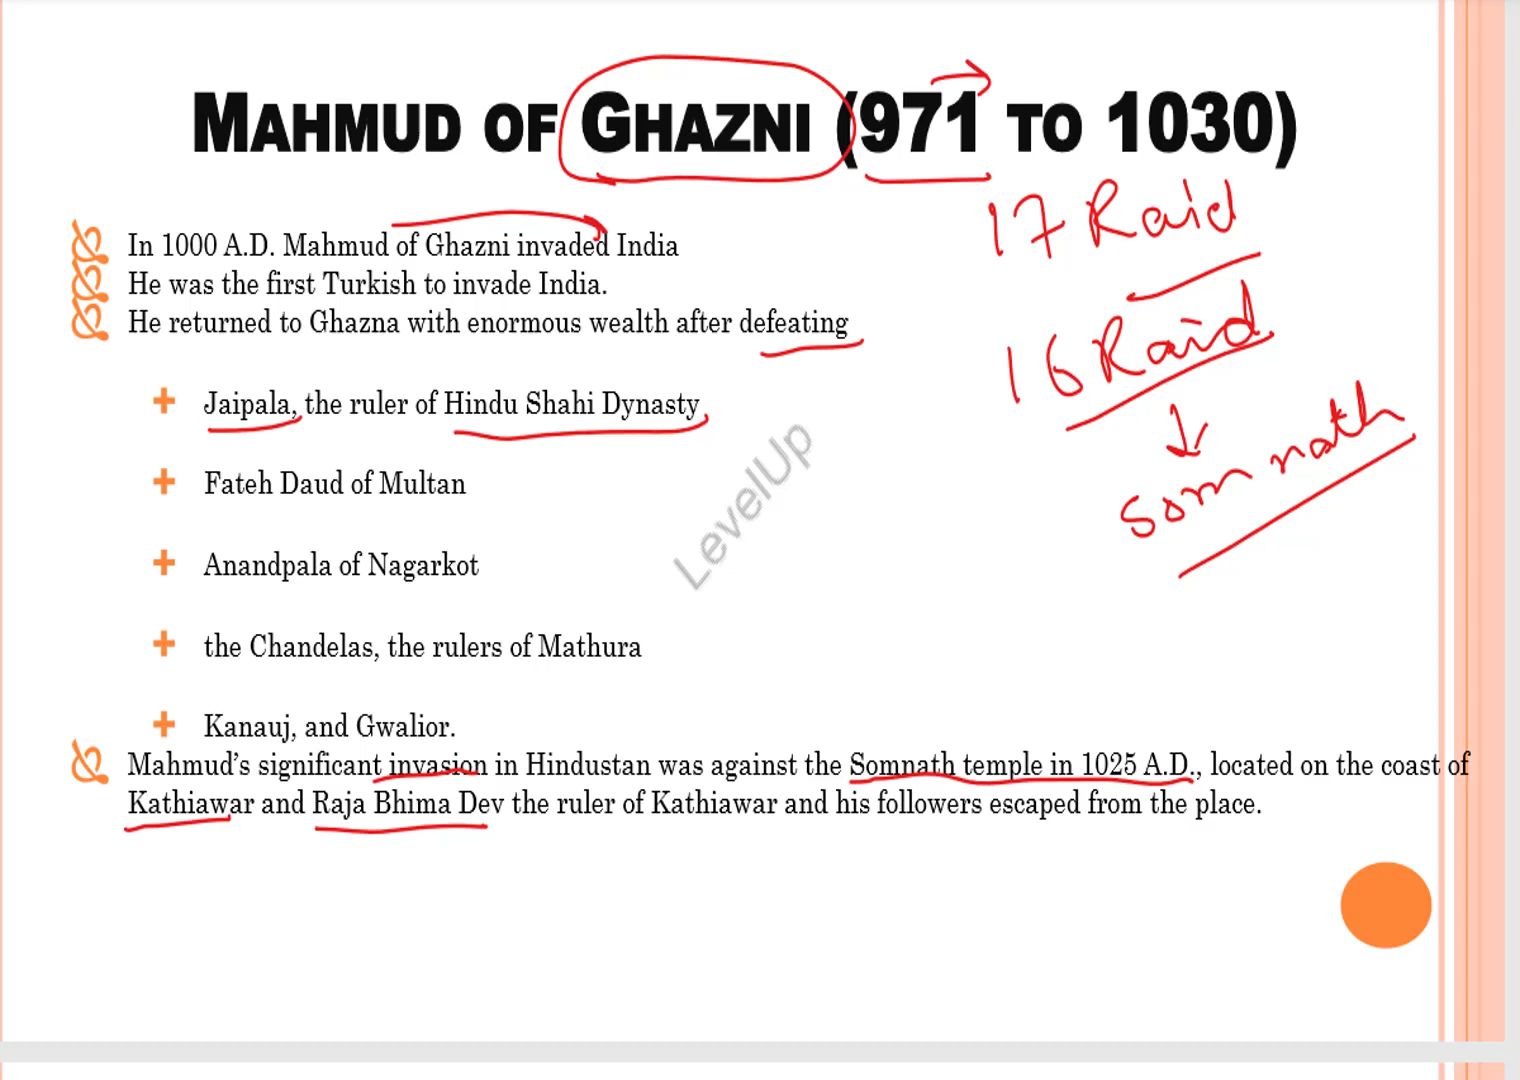 MAHMUD OF GHAZNI (971 TO 1030)
17 Raid
In 1000 A.D. Mahmud of Ghazni invaded India
He was the first Turkish to invade India.
He returned to Ghazna with enormous wealth after defeating
16 Raid
Somnath
Jaipala, the ruler of Hindu Shahi Dynasty
Fateh Daud of Multan
Anandpala of Nagarkot
the Chandelas, the rulers of Mathura
Kanauj, and Gwalior.
Mahmud's significant invasion in Hindustan was against the Somnath temple in 1025 A.D., located on the coast of
Kathiawar and Raja Bhima Dev the ruler of Kathiawar and his followers escaped from the place.
LevelUp